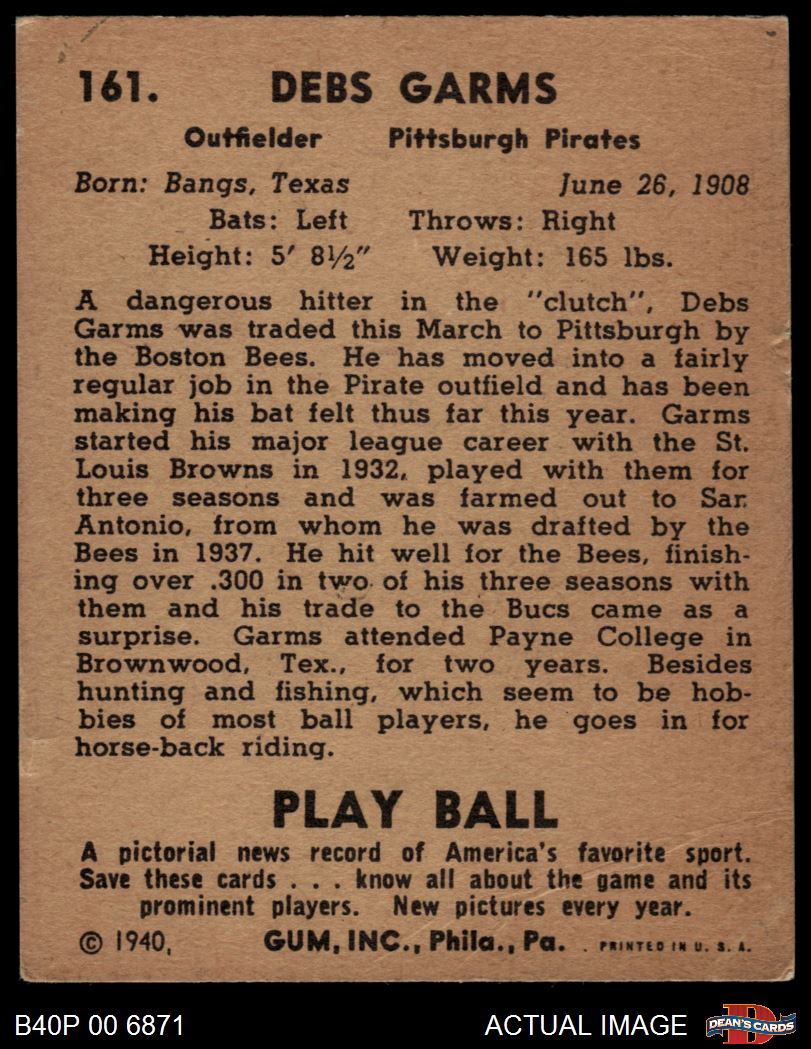 161. DEBS GARMS
Outfielder Pittsburgh Pirates
Born: Bangs, Texas June 26, 1908
Bats: Left Throws: Right
Height: 5′ 8½″ Weight: 165 lbs.
A dangerous hitter in the "clutch", Debs
Garms was traded this March to Pittsburgh by
the Boston Bees. He has moved into a fairly
regular job in the Pirate outfield and has been
making his bat felt thus far this year. Garms
started his major league career with the St.
Louis Browns in 1932, played with them for
three seasons and was farmed out to San
Antonio, from whom he was drafted by the
Bees in 1937. He hit well for the Bees, finish-
ing over .300 in two of his three seasons with
them and his trade to the Bucs came as a
surprise. Garms attended Payne College in
Brownwood, Tex., for two years. Besides
hunting and fishing, which seem to be hob-
bies of most ball players, he goes in for
horse-back riding.
PLAY BALL
A pictorial news record of America's favorite sport.
Save these cards . . . know all about the game and its
prominent players. New pictures every year.
© 1940, GUM, INC., Phila., Pa. . PRINTED IN U. S. A.
B40P 00 6871 ACTUAL IMAGE D DEAN'S CARDS